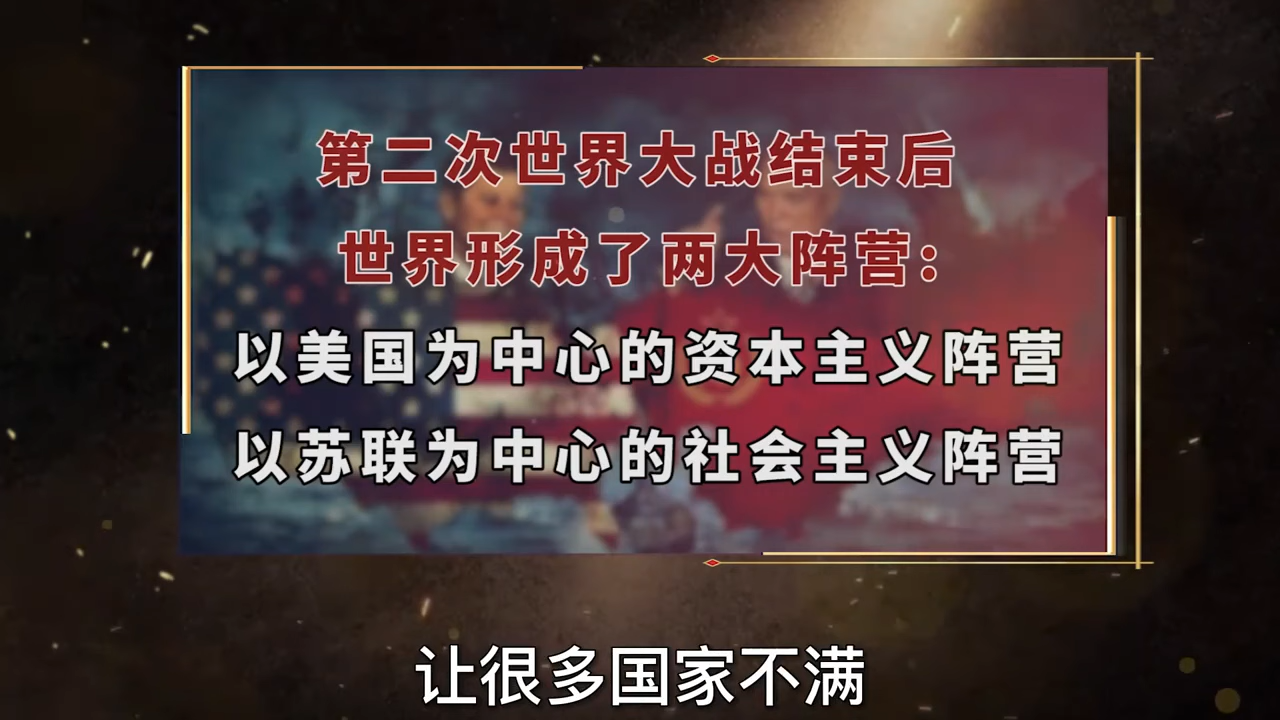 第二次世界大战结束后
世界形成了两大阵营：
以美国为中心的资本主义阵营
以苏联为中心的社会主义阵营
让很多国家不满